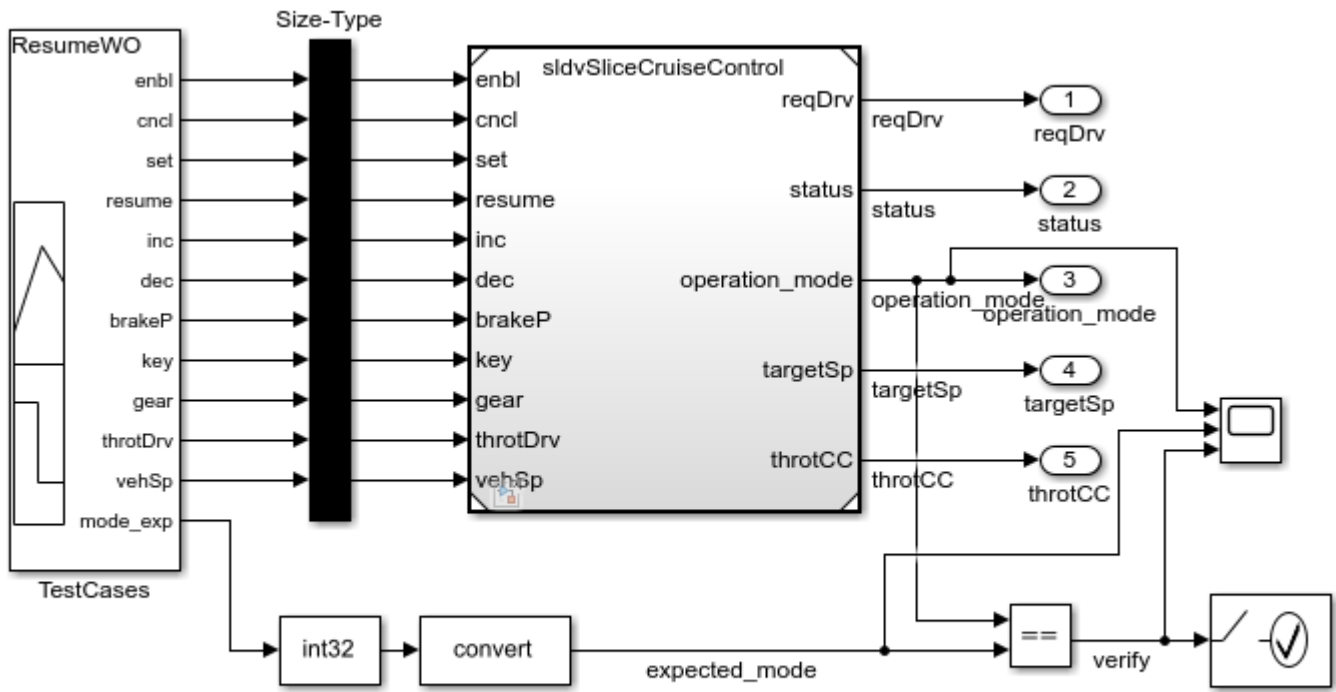 Size-Type
ResumeWO
enbl
cncl
set
resume
inc
dec
brakeP
key
gear
throtDrv
vehSp
mode_exp
TestCases
sldvSliceCruiseControl
enbl
cncl
set
resume
inc
dec
brakeP
key
gear
throtDrv
vehSp
reqDrv
status
operation_mode
targetSp
throtCC
reqDrv
status
operation_mode
targetSp
throtCC
1
reqDrv
2
status
3
operation_mode
4
targetSp
5
throtCC
int32
convert
expected_mode
==
verify